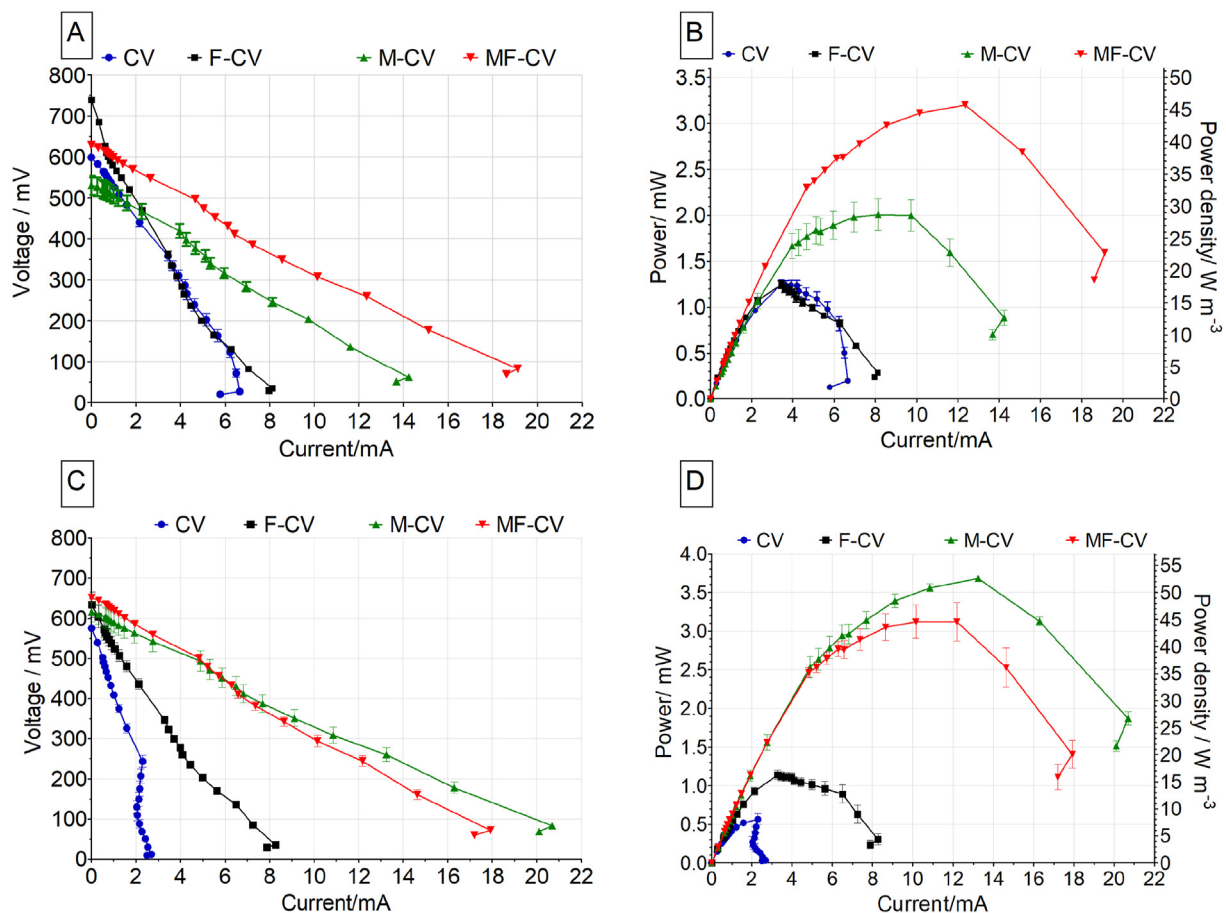 A
CV F-CV M-CV MF-CV
800
700
600
500
400
300
200
100
0
Voltage / mV
0 2 4 6 8 10 12 14 16 18 20 22
Current/mA
B
CV F-CV M-CV MF-CV
3.5
3.0
2.5
2.0
1.5
1.0
0.5
0.0
Power/ mW
50
45
40
35
30
25
20
15
10
5
0
Power density/ W m⁻³
0 2 4 6 8 10 12 14 16 18 20 22
Current/mA
C
CV F-CV M-CV MF-CV
800
700
600
500
400
300
200
100
0
Voltage / mV
0 2 4 6 8 10 12 14 16 18 20 22
Current/mA
D
CV F-CV M-CV MF-CV
4.0
3.5
3.0
2.5
2.0
1.5
1.0
0.5
0.0
Power/ mW
55
50
45
40
35
30
25
20
15
10
5
0
Power density / W m⁻³
0 2 4 6 8 10 12 14 16 18 20 22
Current/mA